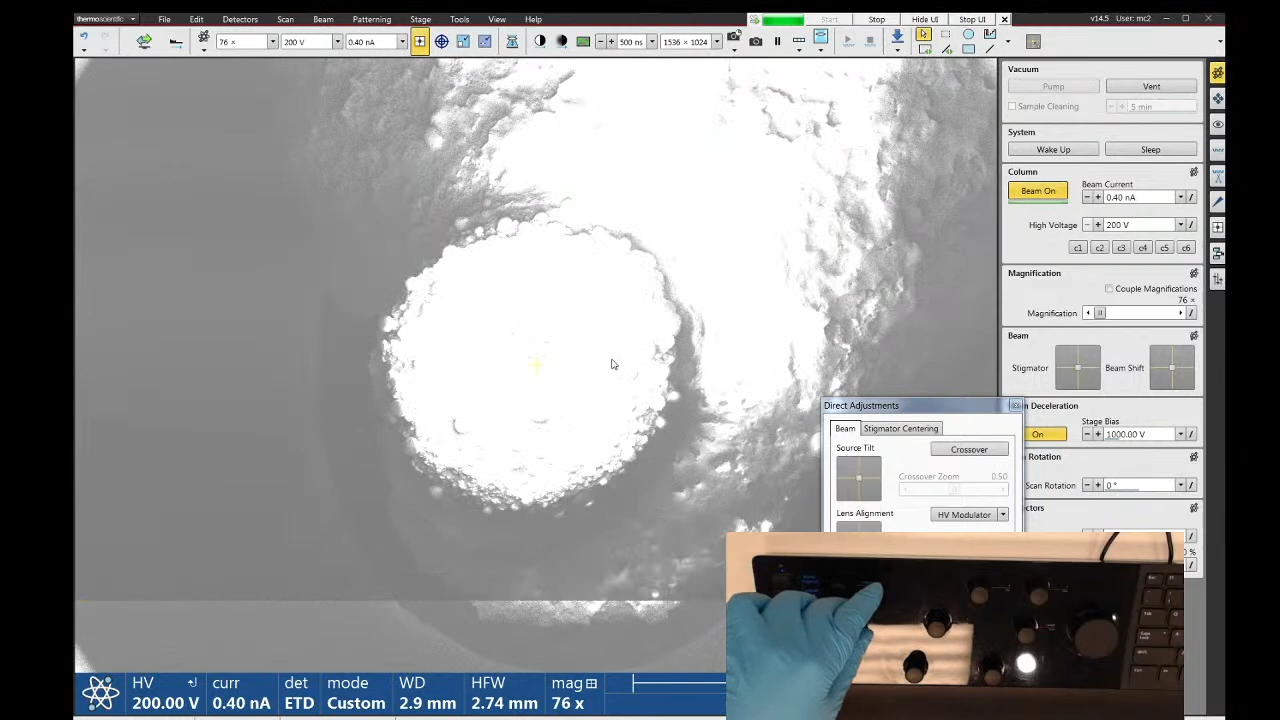 thermoscientific
File Edit Detectors Scan Beam Patterning Stage Tools View Help
Start Stop Hide UI Stop UI
v14.5 User: mc2
76 × 200 V 0.40 nA 500 ns 1536 × 1024
Vacuum
Pump Vent
Sample Cleaning 5 min
System
Wake Up Sleep
Column
Beam Current
Beam On 0.40 nA
High Voltage 200 V
c1 c2 c3 c4 c5 c6
Magnification
Couple Magnifications
76 ×
Magnification
Beam
Stigmator Beam Shift
Direct Adjustments
Beam Stigmator Centering
Source Tilt Crossover
Crossover Zoom 0.50
Lens Alignment HV Modulator
m Deceleration
Stage Bias
On 1000.00 V
n Rotation
Scan Rotation 0 °
ctors
%
HV curr det mode WD HFW mag
200.00 V 0.40 nA ETD Custom 2.9 mm 2.74 mm 76 x